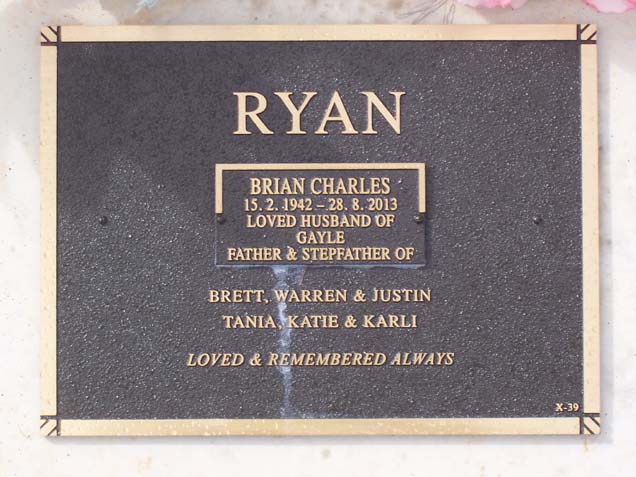 RYAN
BRIAN CHARLES
15. 2. 1942 – 28. 8. 2013
LOVED HUSBAND OF
GAYLE
FATHER & STEPFATHER OF
BRETT, WARREN & JUSTIN
TANIA, KATIE & KARLI
LOVED & REMEMBERED ALWAYS
X-39